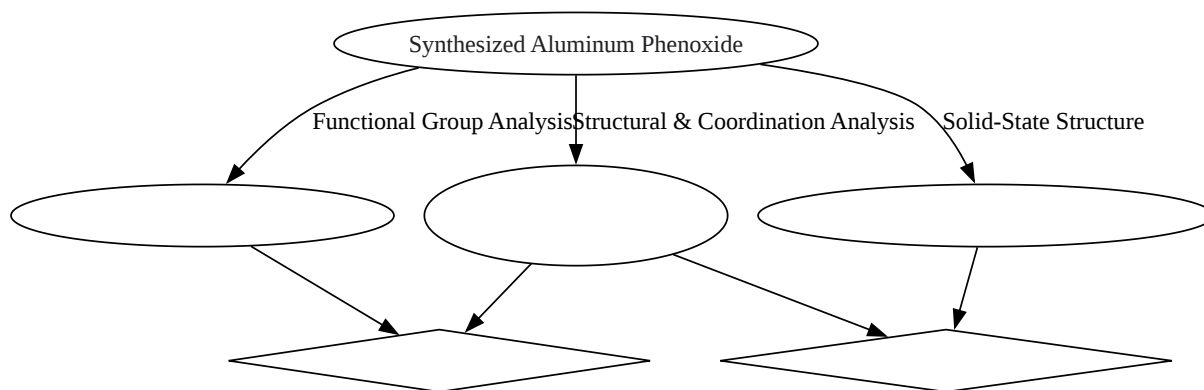 Synthesized Aluminum Phenoxide
Functional Group Analysis
Structural & Coordination Analysis
Solid-State Structure